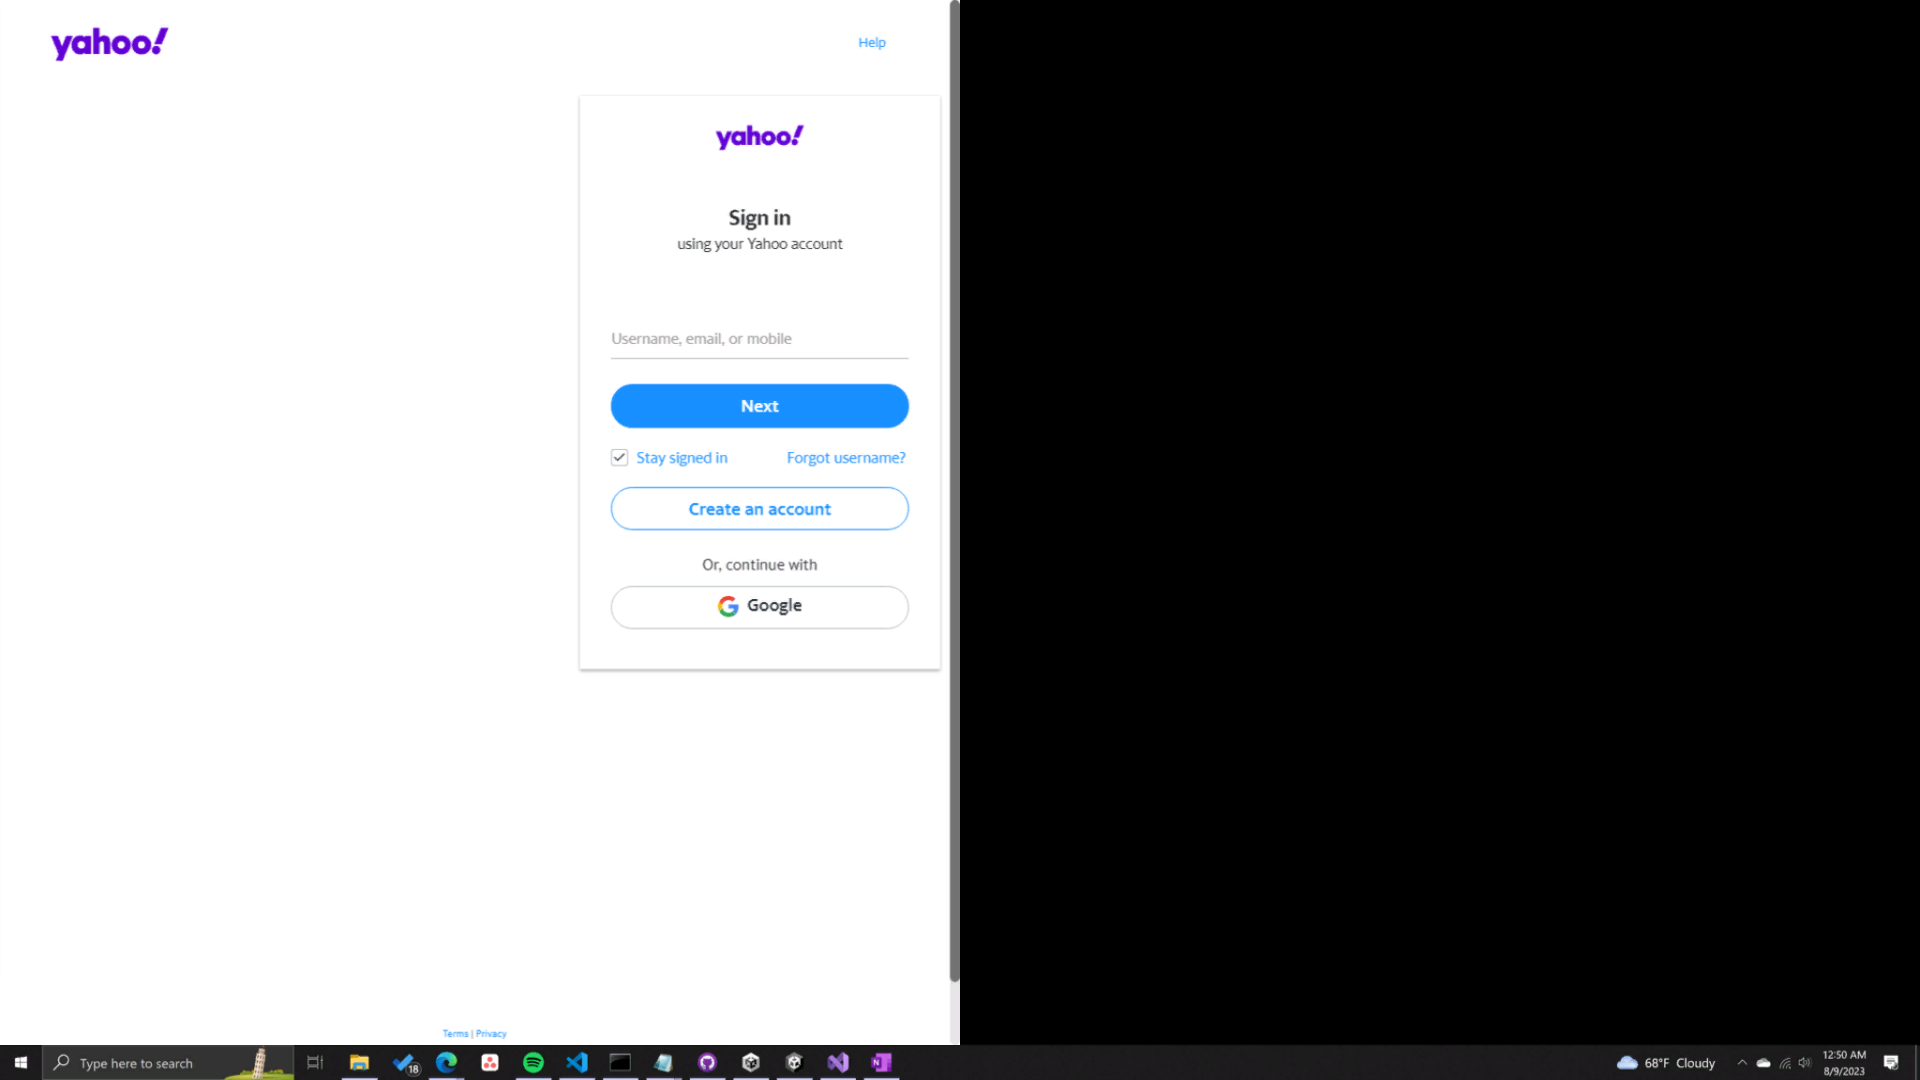 yahoo!
Help
yahoo!
Sign in
using your Yahoo account
Username, email, or mobile
Next
Stay signed in
Forgot username?
Create an account
Or, continue with
Google
Terms | Privacy
Type here to search
18
68°F Cloudy
12:50 AM
8/9/2023